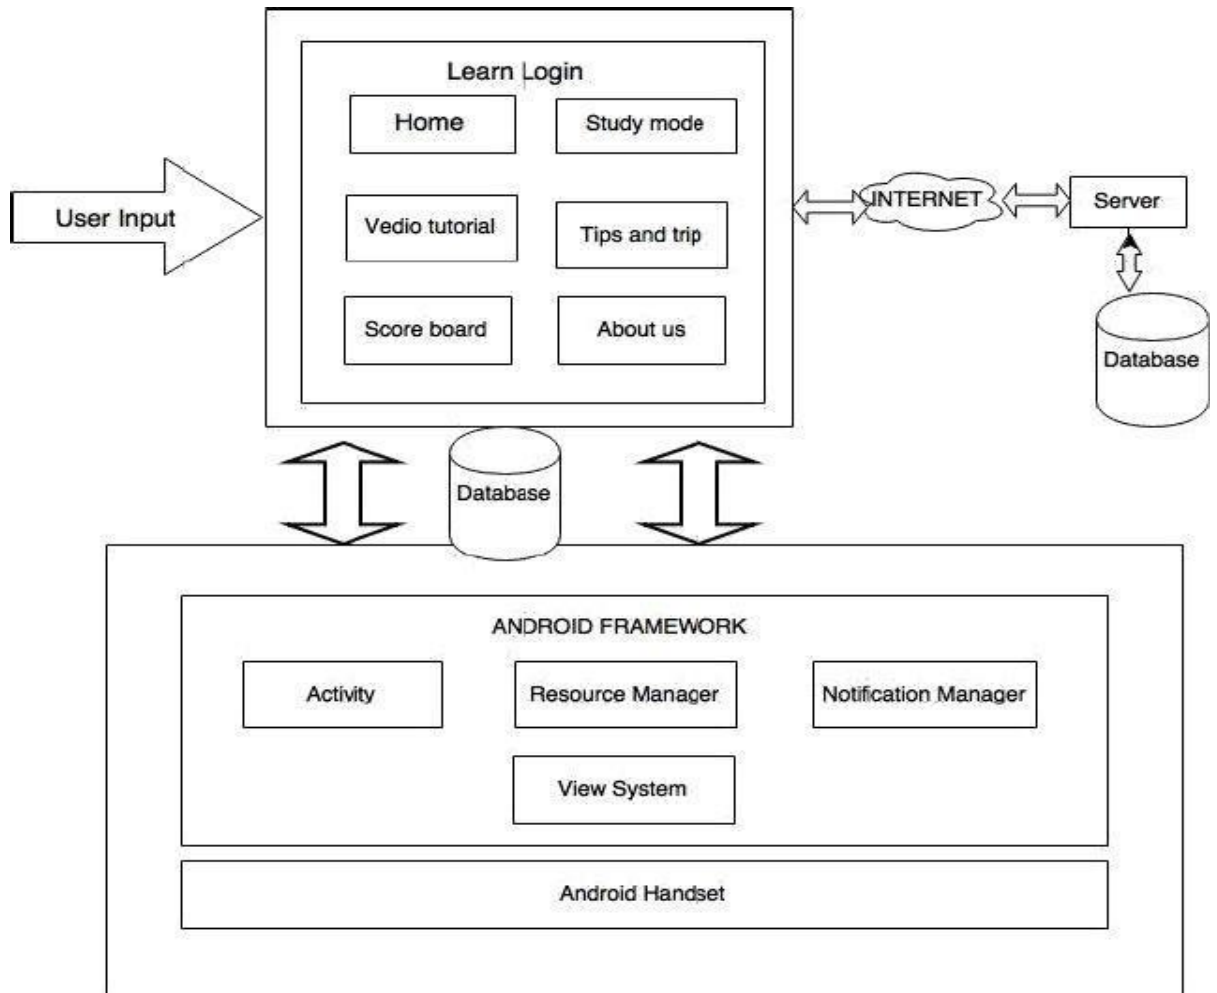 Learn Login
Home
Study mode
User Input
Vedio tutorial
Tips and trip
INTERNET
Server
Score board
About us
Database
Database
ANDROID FRAMEWORK
Activity
Resource Manager
Notification Manager
View System
Android Handset